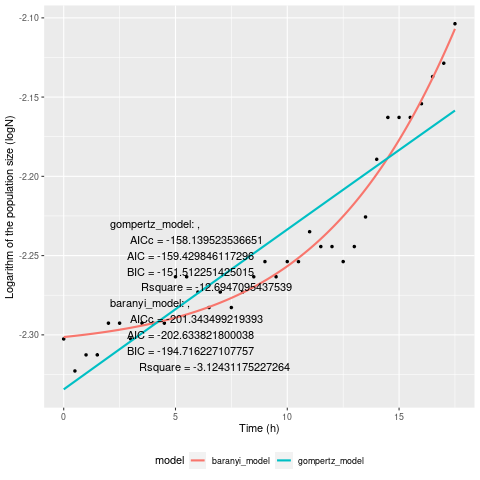 -2.10
-2.15
-2.20
-2.25
-2.30
Logarithm of the population size (logN)
gompertz_model: ,
AICc = -158.139523536651
AIC = -159.429846117296
BIC = -151.512251425015
Rsquare = -12.6947095437539
baranyi_model: ,
AICc = -201.343499219393
AIC = -202.633821800038
BIC = -194.716227107757
Rsquare = -3.12431175227264
0 5 10 15
Time (h)
model baranyi_model gompertz_model